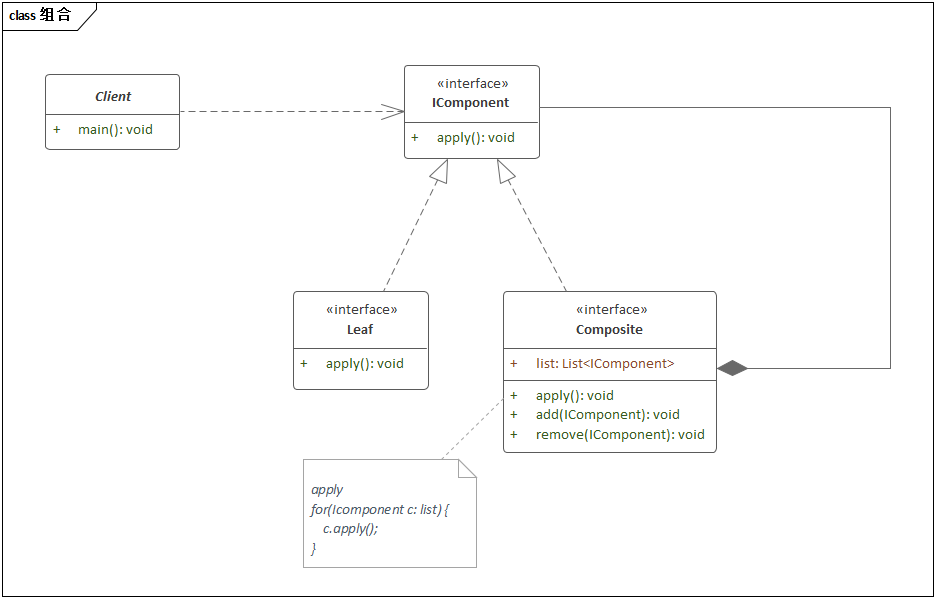 class 组合
Client
+ main(): void
«interface»
IComponent
+ apply(): void
«interface»
Leaf
+ apply(): void
«interface»
Composite
+ list: List<IComponent>
+ apply(): void
+ add(IComponent): void
+ remove(IComponent): void
apply
for(Icomponent c: list) {
c.apply();
}